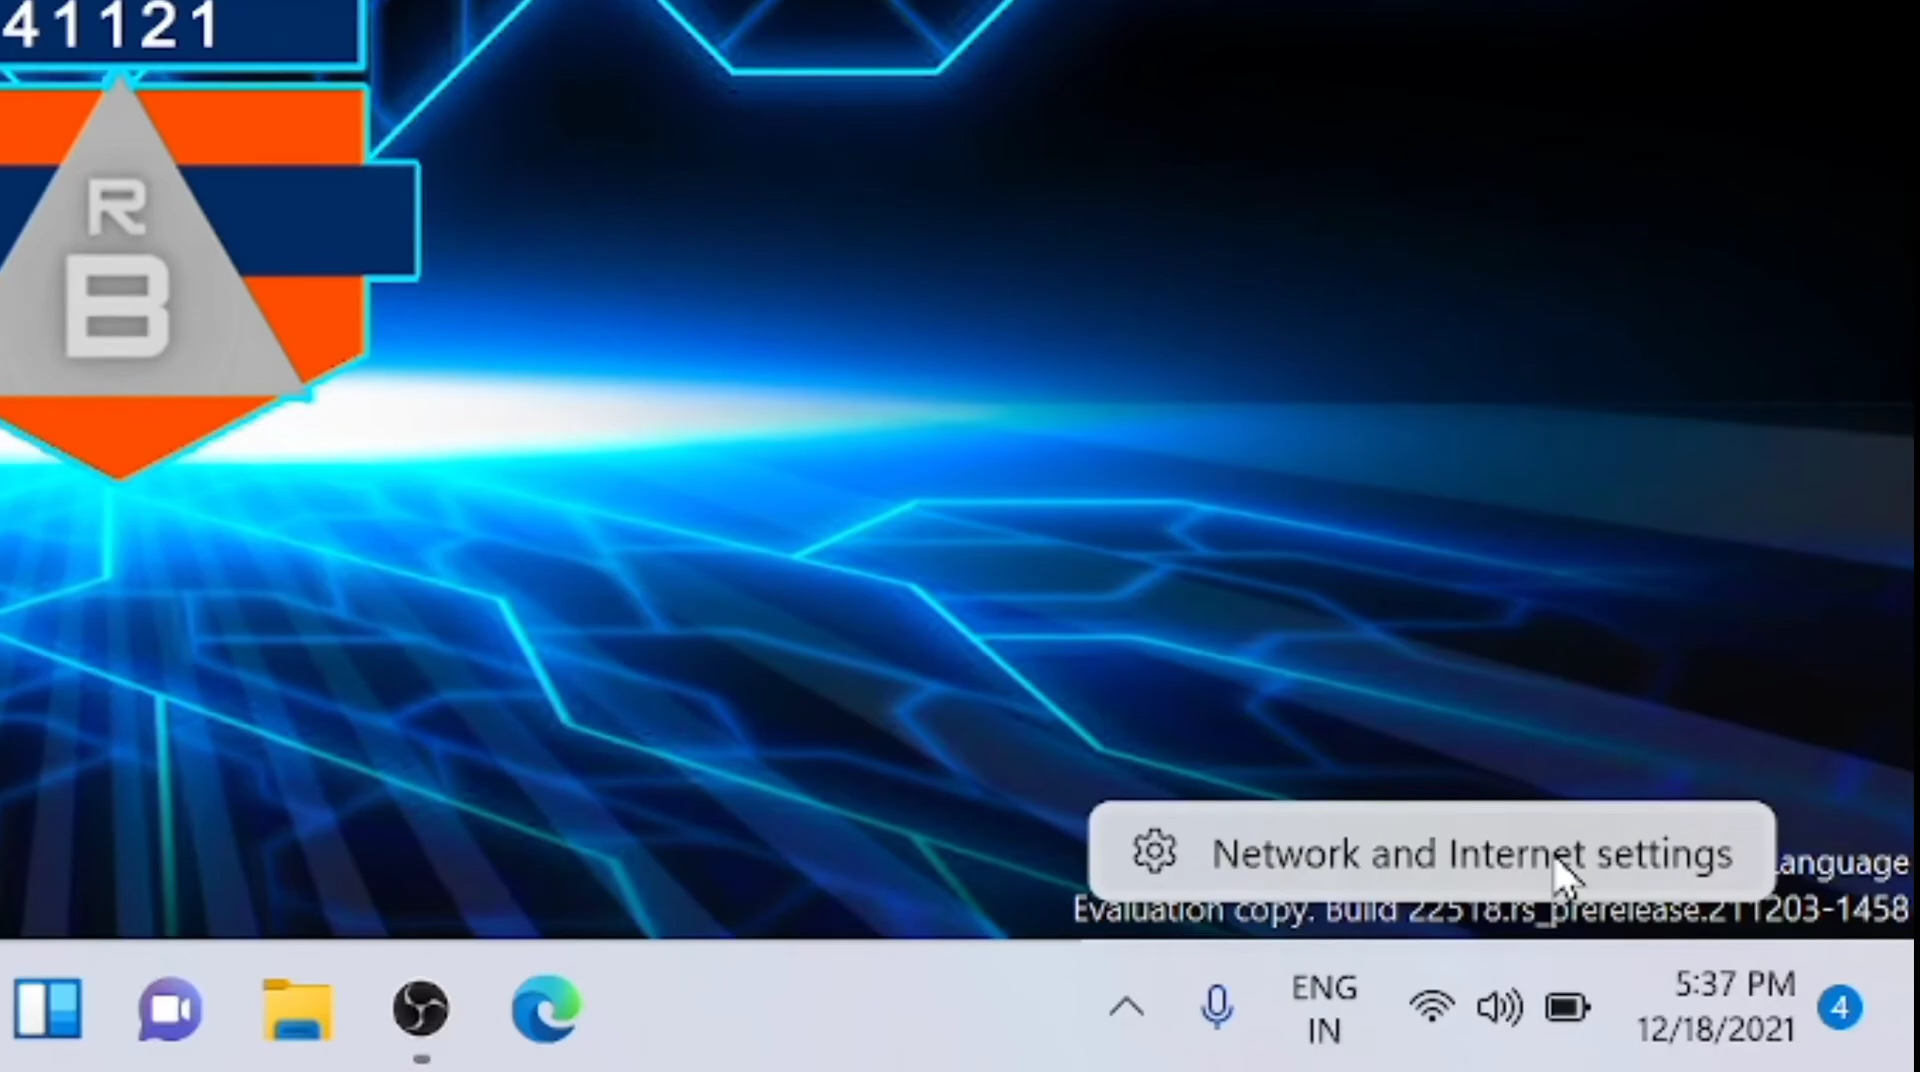 41121
R
B
Network and Internet settings
Language
Evaluation copy. Build 22518.rs_prerelease.211203-1458
ENG
IN
5:37 PM
12/18/2021
4